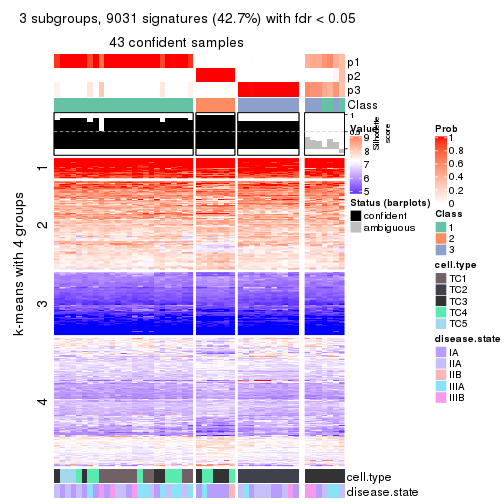 3 subgroups, 9031 signatures (42.7%) with fdr < 0.05
43 confident samples
p1
p2
p3
Class
1
0.5
Silhouette
score
Value
9
8
7
6
5
Status (barplots)
confident
ambiguous
Prob
1
0.8
0.6
0.4
0.2
0
Class
1
2
3
cell.type
TC1
TC2
TC3
TC4
TC5
disease.state
IA
IIA
IIB
IIIA
IIIB
k-means with 4 groups
1
2
3
4
cell.type
disease.state